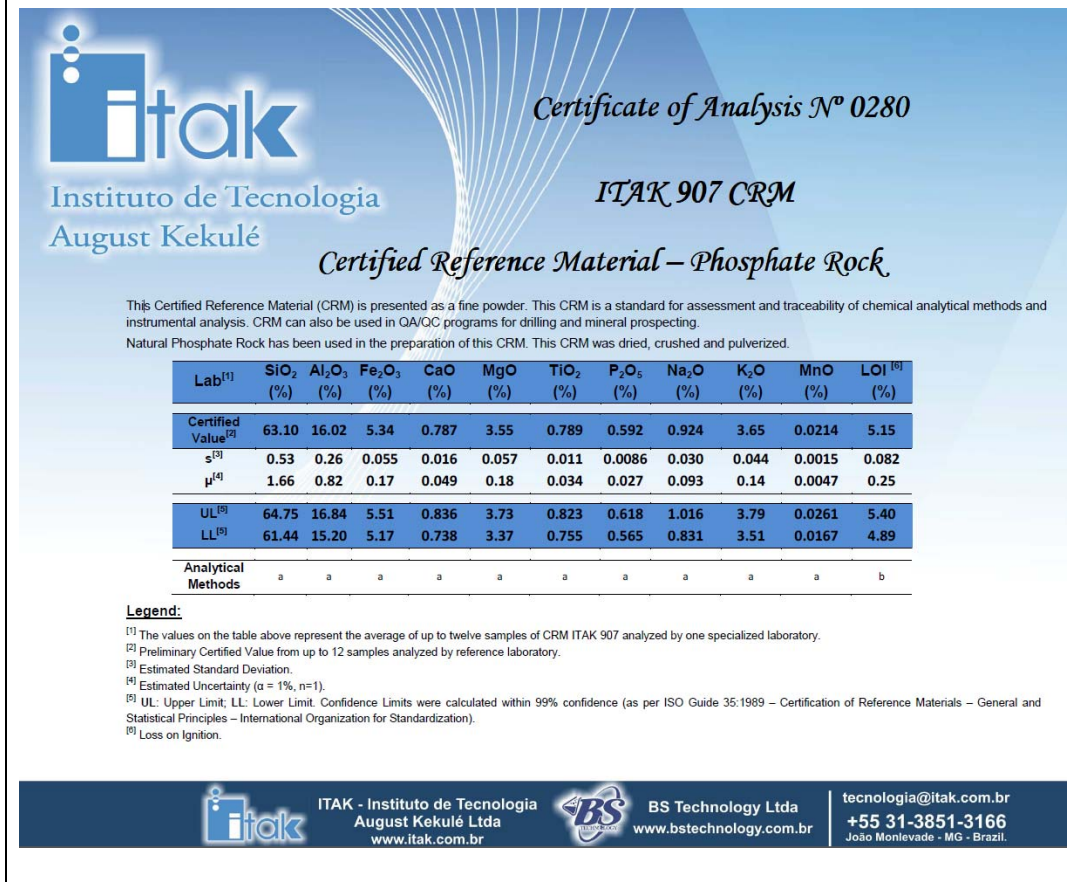 itak
Instituto de Tecnologia
August Kekulé
Certificate of Analysis Nº 0280
ITAK 907 CRM
Certified Reference Material – Phosphate Rock
This Certified Reference Material (CRM) is presented as a fine powder. This CRM is a standard for assessment and traceability of chemical analytical methods and
instrumental analysis. CRM can also be used in QA/QC programs for drilling and mineral prospecting.
Natural Phosphate Rock has been used in the preparation of this CRM. This CRM was dried, crushed and pulverized.
Lab[1] SiO₂ (%) Al₂O₃ (%) Fe₂O₃ (%) CaO (%) MgO (%) TiO₂ (%) P₂O₅ (%) Na₂O (%) K₂O (%) MnO (%) LOI [6] (%)
Certified Value[2] 63.10 16.02 5.34 0.787 3.55 0.789 0.592 0.924 3.65 0.0214 5.15
s[3] 0.53 0.26 0.055 0.016 0.057 0.011 0.0086 0.030 0.044 0.0015 0.082
µ[4] 1.66 0.82 0.17 0.049 0.18 0.034 0.027 0.093 0.14 0.0047 0.25
UL[5] 64.75 16.84 5.51 0.836 3.73 0.823 0.618 1.016 3.79 0.0261 5.40
LL[5] 61.44 15.20 5.17 0.738 3.37 0.755 0.565 0.831 3.51 0.0167 4.89
Analytical Methods a a a a a a a a a a b
Legend:
[1] The values on the table above represent the average of up to twelve samples of CRM ITAK 907 analyzed by one specialized laboratory.
[2] Preliminary Certified Value from up to 12 samples analyzed by reference laboratory.
[3] Estimated Standard Deviation.
[4] Estimated Uncertainty (α = 1%, n=1).
[5] UL: Upper Limit; LL: Lower Limit. Confidence Limits were calculated within 99% confidence (as per ISO Guide 35:1989 – Certification of Reference Materials – General and
Statistical Principles – International Organization for Standardization).
[6] Loss on Ignition.
itak
ITAK - Instituto de Tecnologia
August Kekulé Ltda
www.itak.com.br
BS
TECHNOLOGY
BS Technology Ltda
www.bstechnology.com.br
tecnologia@itak.com.br
+55 31-3851-3166
João Monlevade - MG - Brazil.